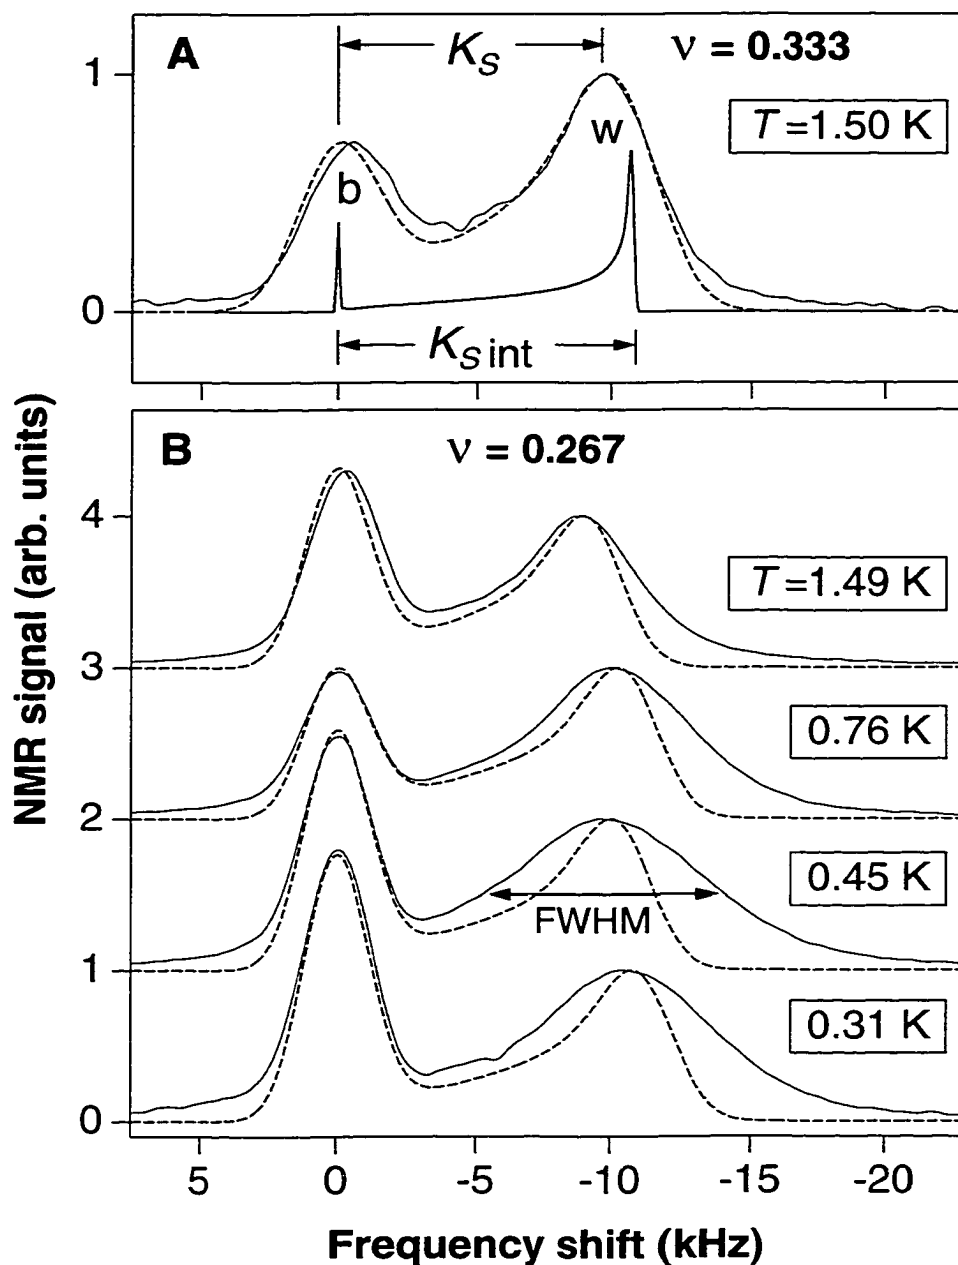 A
K_S
ν = 0.333
1
T=1.50 K
w
b
0
K_S int
NMR signal (arb. units)
B
ν = 0.267
4
T=1.49 K
3
0.76 K
2
0.45 K
FWHM
1
0.31 K
0
5 0 -5 -10 -15 -20
Frequency shift (kHz)